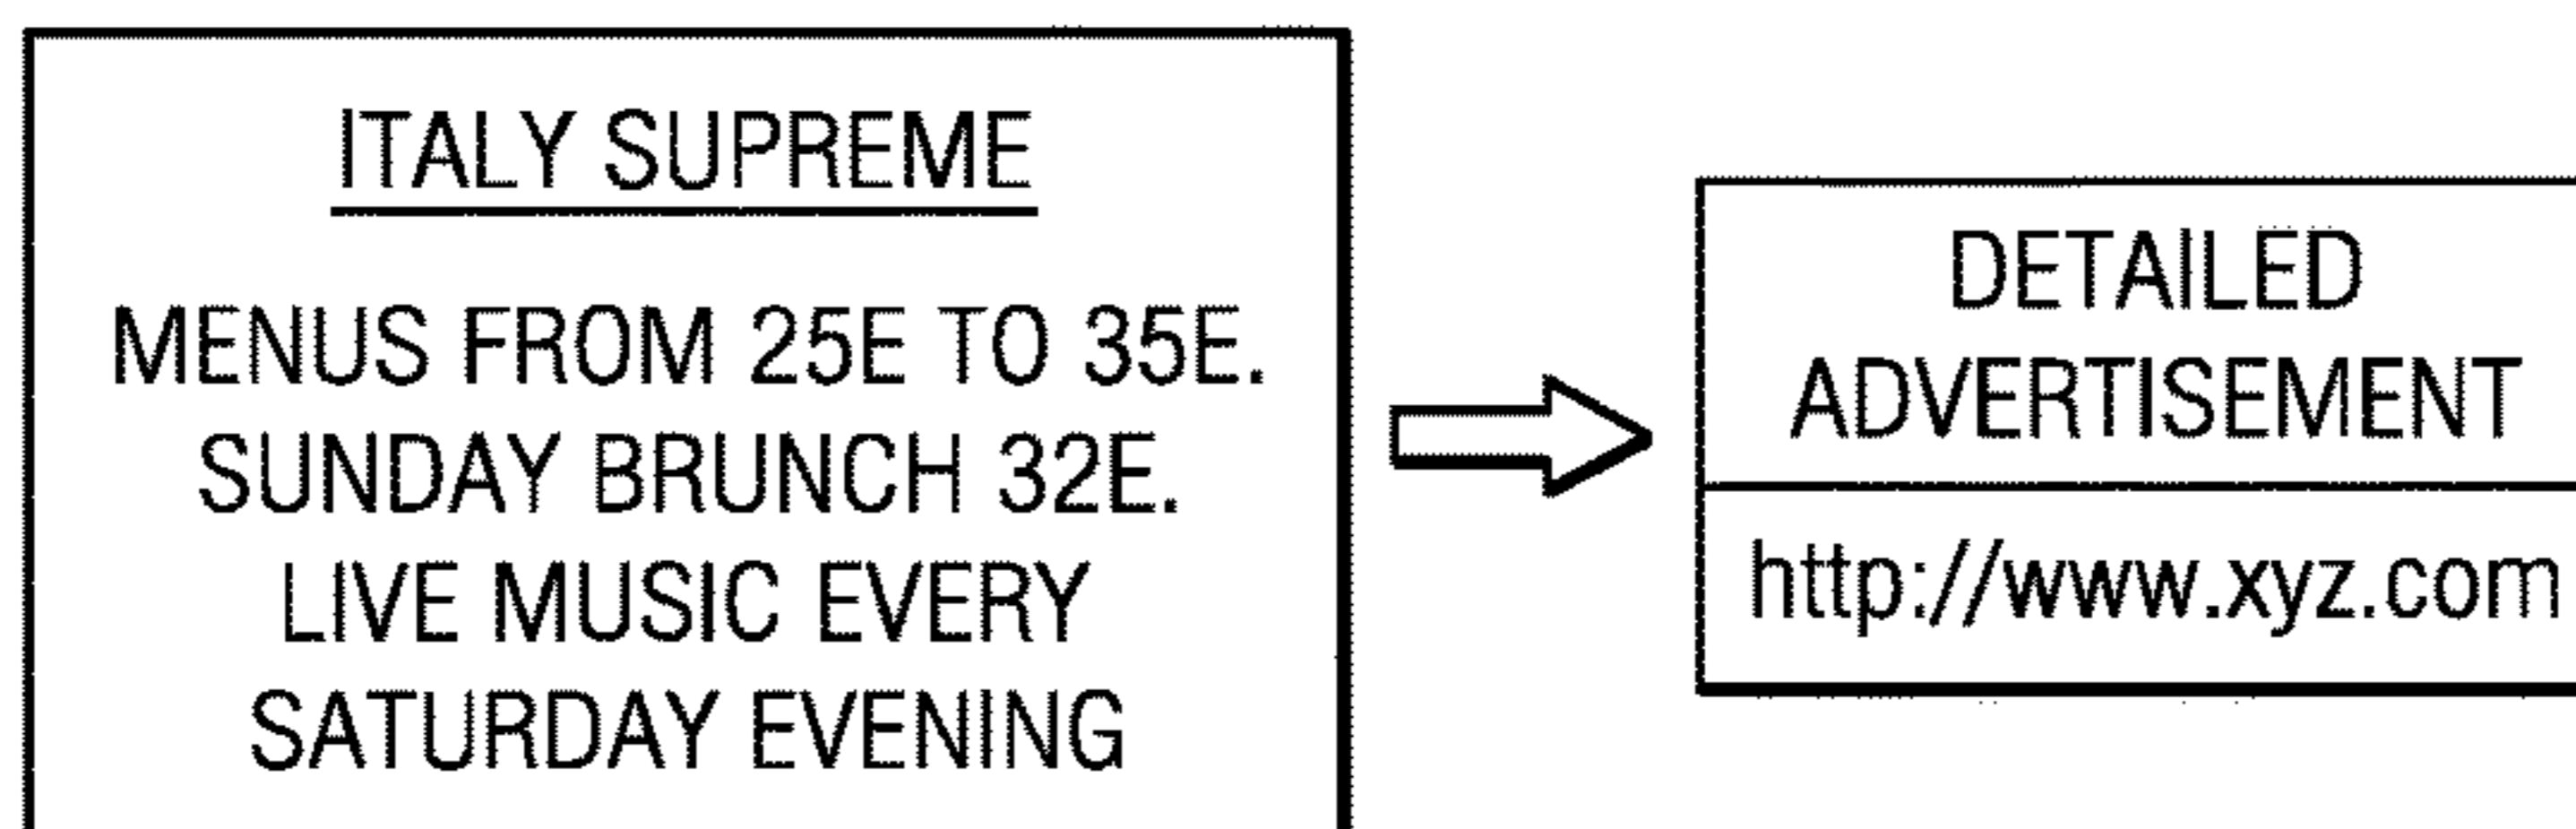 ITALY SUPREME
MENUS FROM 25E TO 35E.
SUNDAY BRUNCH 32E.
LIVE MUSIC EVERY
SATURDAY EVENING
DETAILED
ADVERTISEMENT
http://www.xyz.com